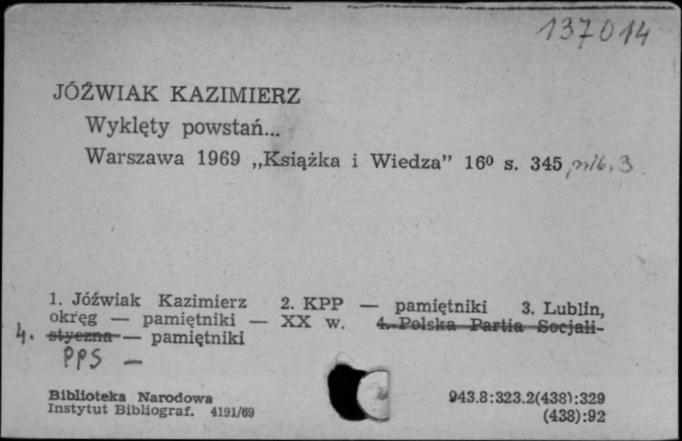 137014
JÓŹWIAK KAZIMIERZ
Wyklęty powstań...
Warszawa 1969 „Książka i Wiedza” 16⁰ s. 345, 3
1. Jóźwiak Kazimierz 2. KPP — pamiętniki 3. Lublin,
okręg — pamiętniki — XX w. 4. Polska Partia Socjali-
4. styczna — pamiętniki
PPS —
Biblioteka Narodowa
Instytut Bibliograf. 4191/69
943.8:323.2(438):329
(438):92